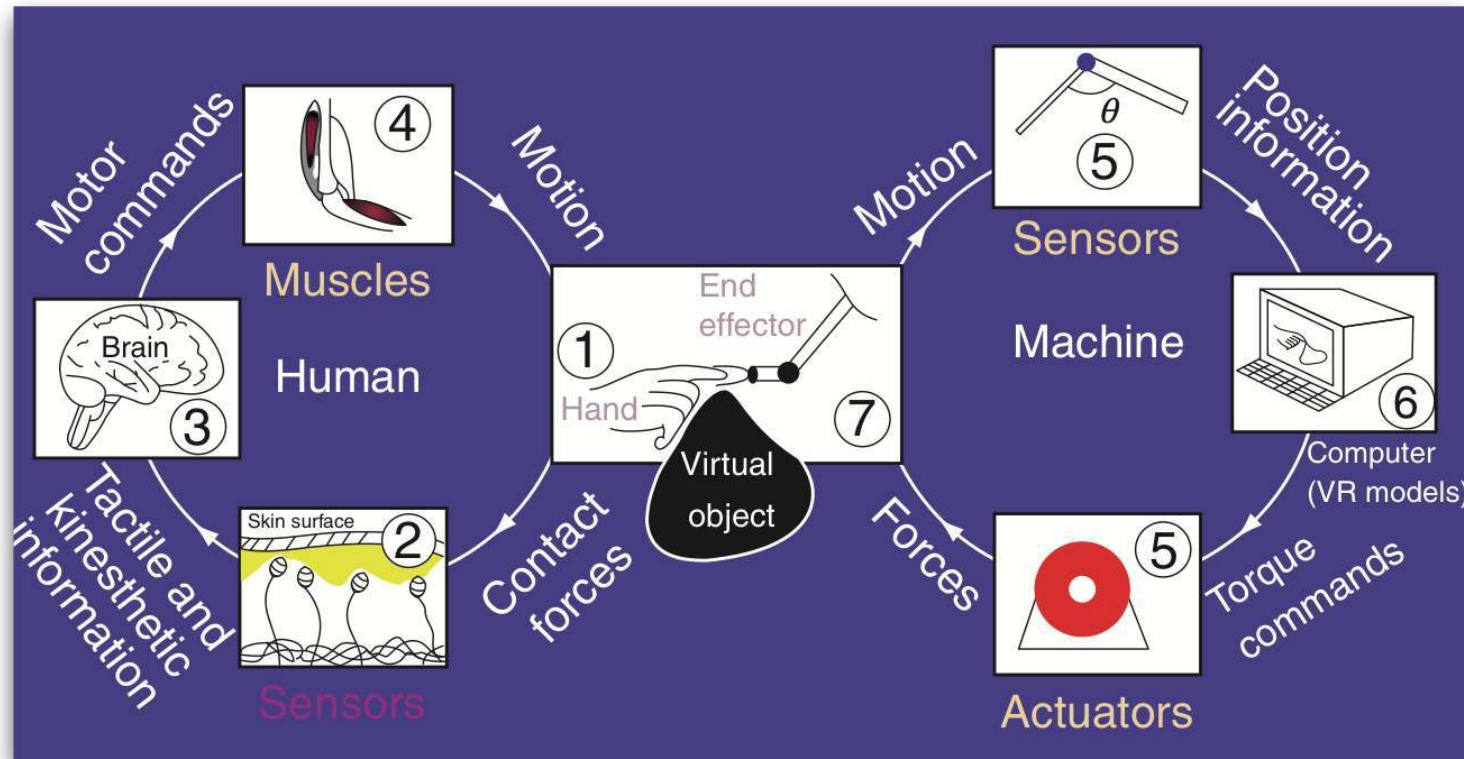 Motor
commands
4
Muscles
Motion
Brain
3
Human
Tactile and
kinesthetic
information
Skin surface
2
Sensors
Contact
forces
1
Hand
End
effector
7
Virtual
object
Motion
θ
5
Sensors
Position
information
Machine
6
Computer
(VR models)
Forces
5
Actuators
Torque
commands